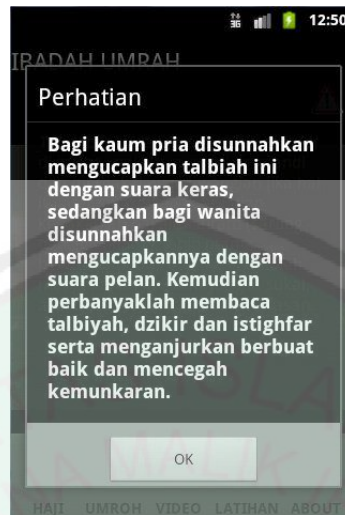 3G 12:50
IBADAH UMRAH
Perhatian
Bagi kaum pria disunnahkan
mengucapkan talbiah ini
dengan suara keras,
sedangkan bagi wanita
disunnahkan
mengucapkannya dengan
suara pelan. Kemudian
perbanyaklah membaca
talbiyah, dzikir dan istighfar
serta menganjurkan berbuat
baik dan mencegah
kemunkaran.
OK
HAJI UMROH VIDEO LATIHAN ABOUT